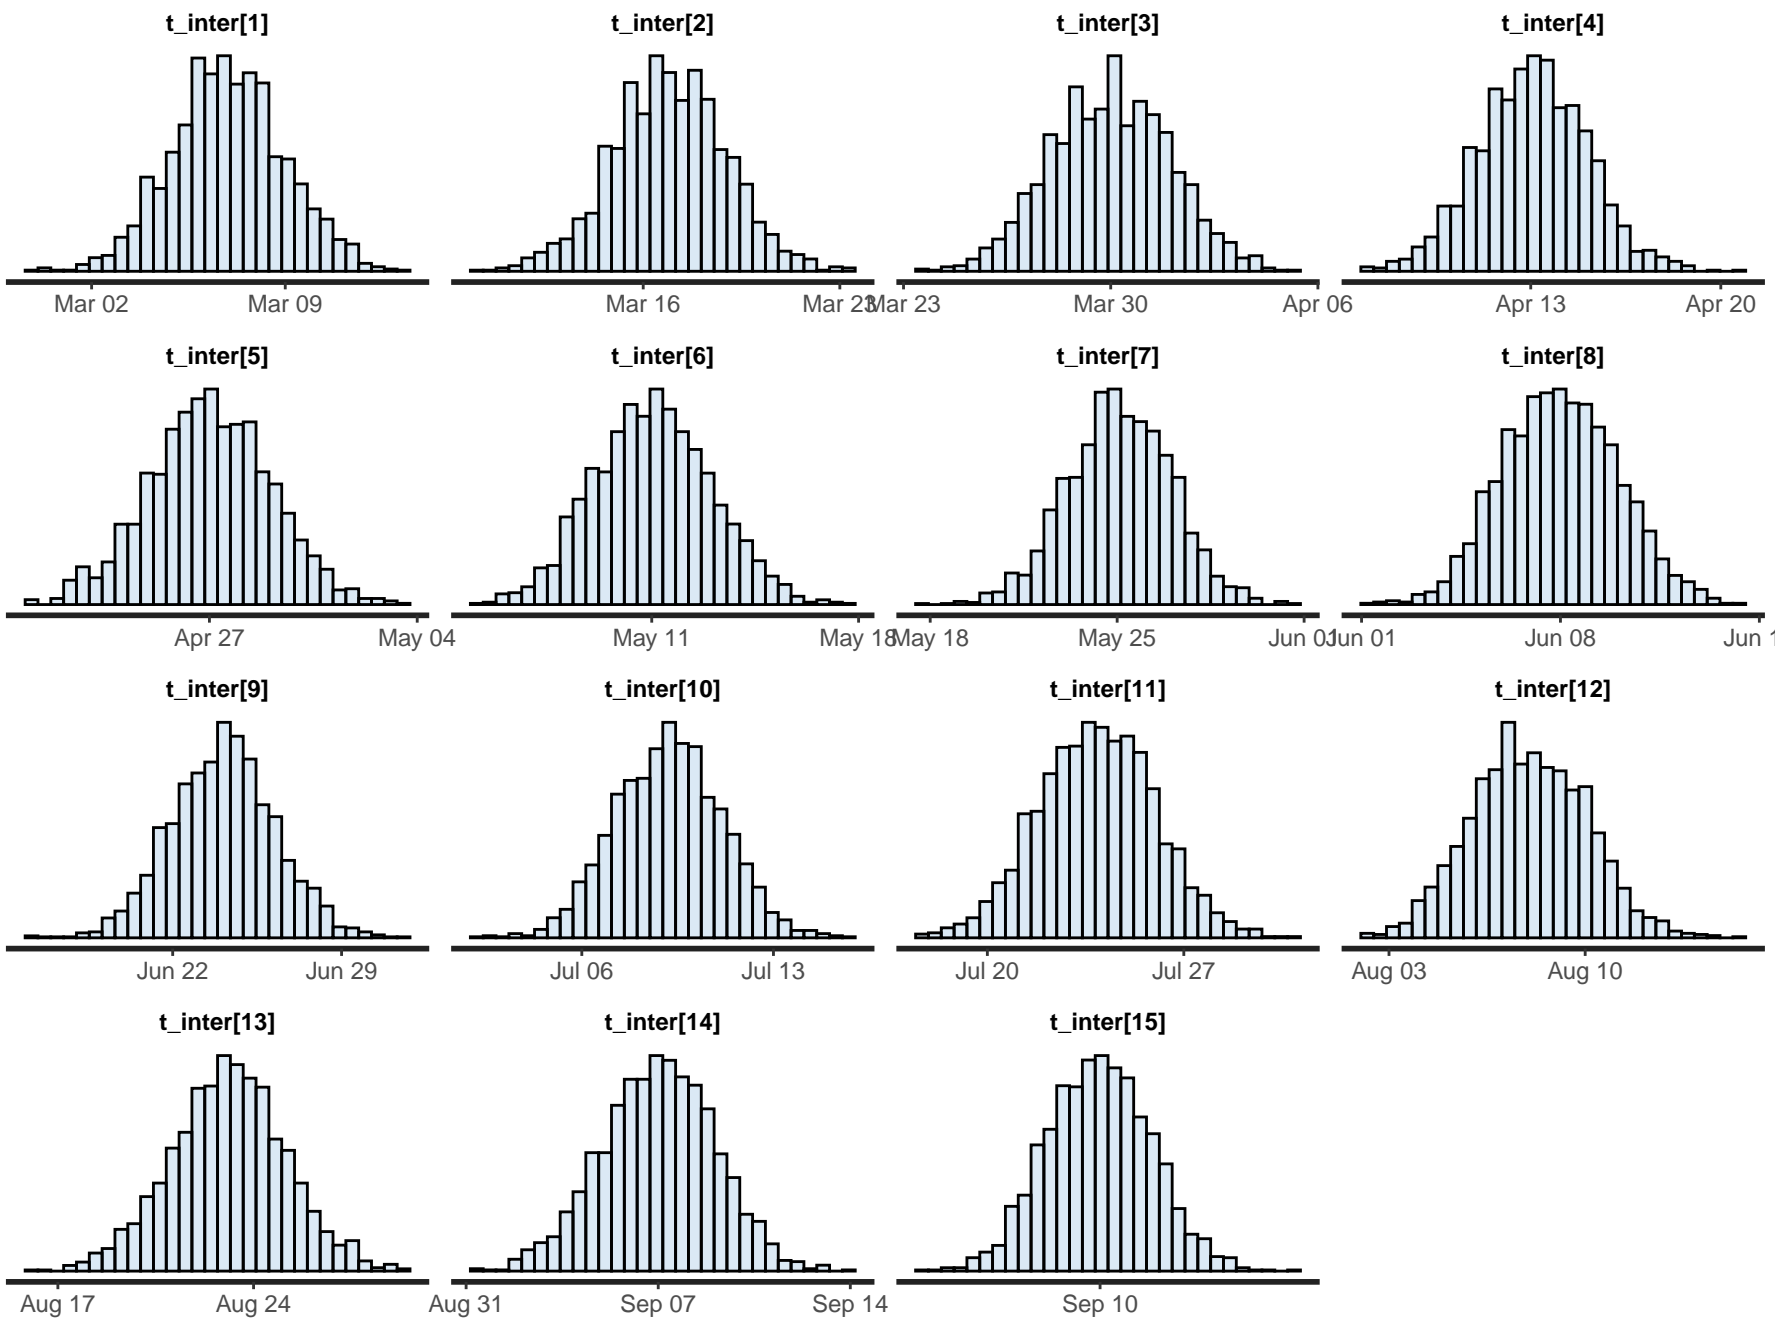 t_inter[1] t_inter[2] t_inter[3] t_inter[4]
Mar 02 Mar 09 Mar 16 Mar 23 Mar 23 Mar 30 Apr 06 Apr 13 Apr 20
t_inter[5] t_inter[6] t_inter[7] t_inter[8]
Apr 27 May 04 May 11 May 18 May 18 May 25 Jun 01 Jun 01 Jun 08 Jun 1
t_inter[9] t_inter[10] t_inter[11] t_inter[12]
Jun 22 Jun 29 Jul 06 Jul 13 Jul 20 Jul 27 Aug 03 Aug 10
t_inter[13] t_inter[14] t_inter[15]
Aug 17 Aug 24 Aug 31 Sep 07 Sep 14 Sep 10